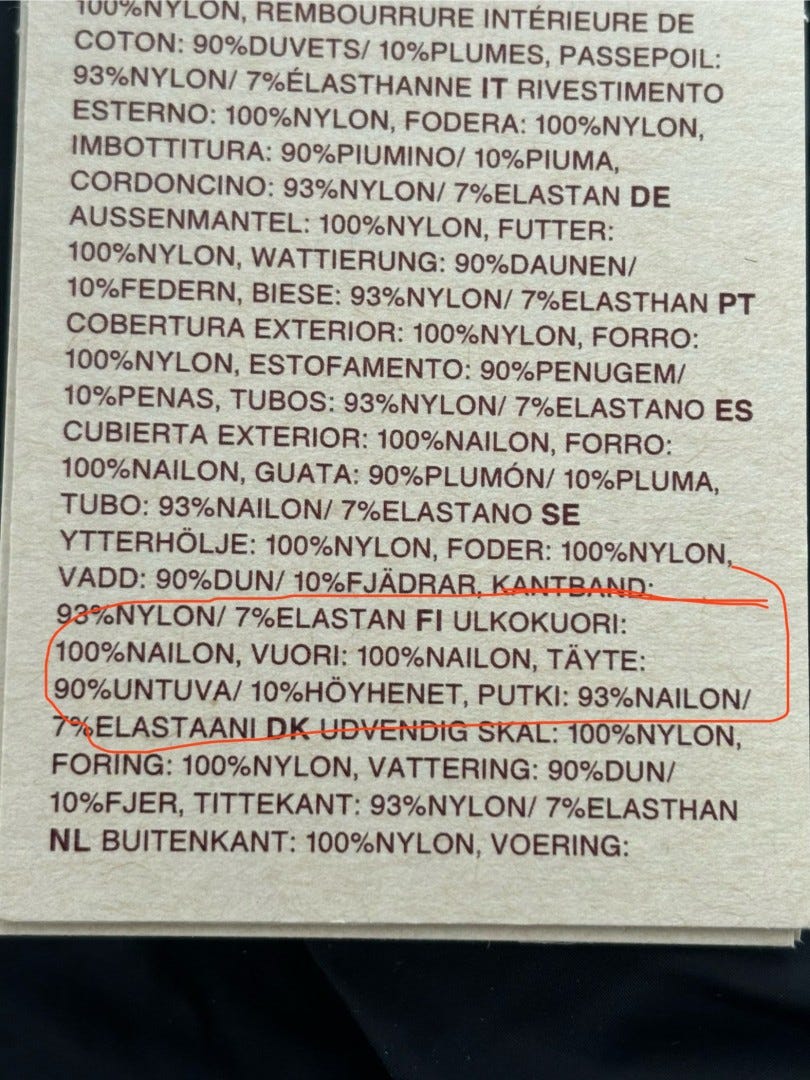 100%NYLON, REMBOURRURE INTÉRIEURE DE
COTON: 90%DUVETS/ 10%PLUMES, PASSEPOIL:
93%NYLON/ 7%ÉLASTHANNE IT RIVESTIMENTO
ESTERNO: 100%NYLON, FODERA: 100%NYLON,
IMBOTTITURA: 90%PIUMINO/ 10%PIUMA,
CORDONCINO: 93%NYLON/ 7%ELASTAN DE
AUSSENMANTEL: 100%NYLON, FUTTER:
100%NYLON, WATTIERUNG: 90%DAUNEN/
10%FEDERN, BIESE: 93%NYLON/ 7%ELASTHAN PT
COBERTURA EXTERIOR: 100%NYLON, FORRO:
100%NYLON, ESTOFAMENTO: 90%PENUGEM/
10%PENAS, TUBOS: 93%NYLON/ 7%ELASTANO ES
CUBIERTA EXTERIOR: 100%NAILON, FORRO:
100%NAILON, GUATA: 90%PLUMÓN/ 10%PLUMA,
TUBO: 93%NAILON/ 7%ELASTANO SE
YTTERHÖLJE: 100%NYLON, FODER: 100%NYLON,
VADD: 90%DUN/ 10%FJÄDRAR, KANTBAND:
93%NYLON/ 7%ELASTAN FI ULKOKUORI:
100%NAILON, VUORI: 100%NAILON, TÄYTE:
90%UNTUVA/ 10%HÖYHENET, PUTKI: 93%NAILON/
7%ELASTAANI DK UDVENDIG SKAL: 100%NYLON,
FORING: 100%NYLON, VATTERING: 90%DUN/
10%FJER, TITTEKANT: 93%NYLON/ 7%ELASTHAN
NL BUITENKANT: 100%NYLON, VOERING: